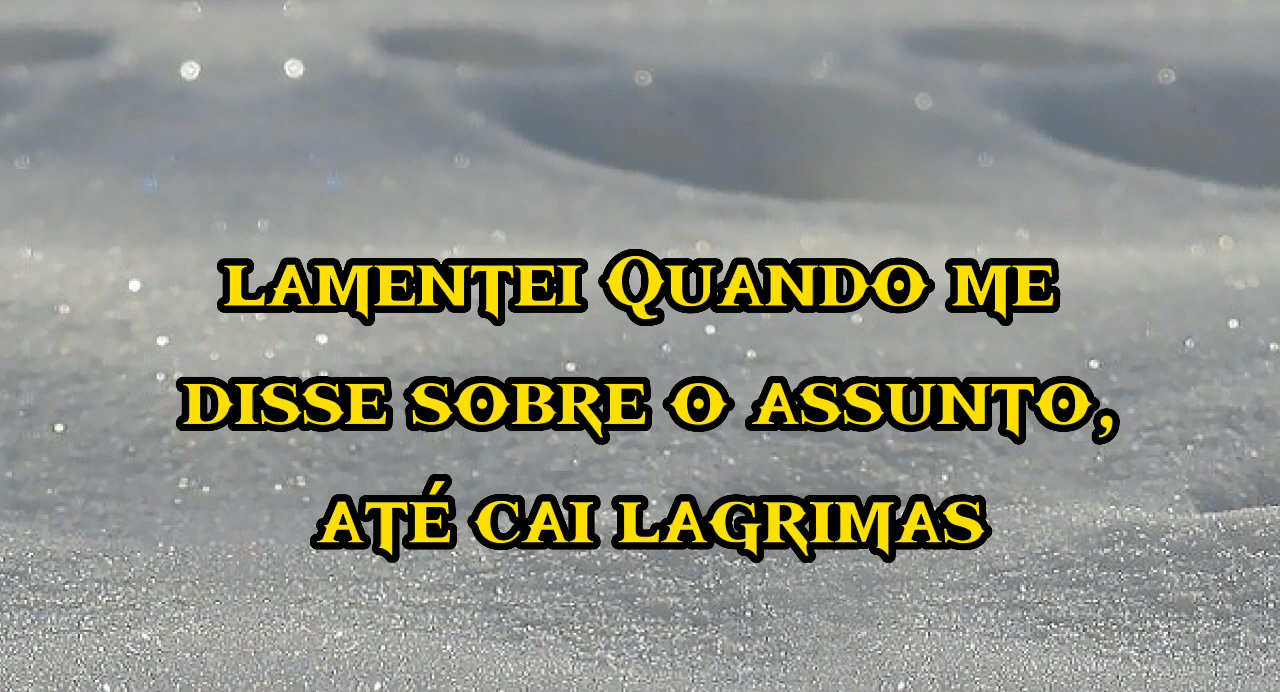 lamentei Quando me
disse sobre o assunto,
até cai lagrimas